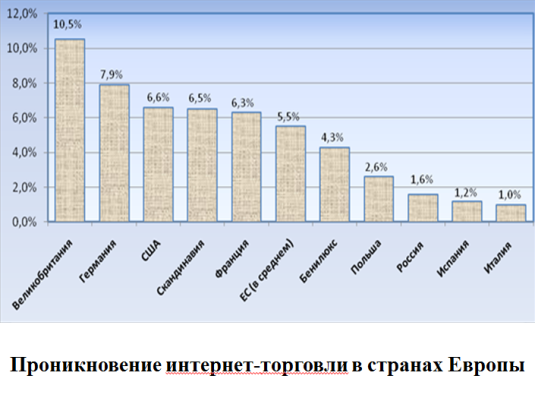 12,0%
10,0%
8,0%
6,0%
4,0%
2,0%
0,0%
10,5%
7,9%
6,6%
6,5%
6,3%
5,5%
4,3%
2,6%
1,6%
1,2%
1,0%
Великобритания
Германия
США
Скандинавия
Франция
ЕС (в среднем)
Бенилюкс
Польша
Россия
Испания
Италия
Проникновение интернет-торговли в странах Европы